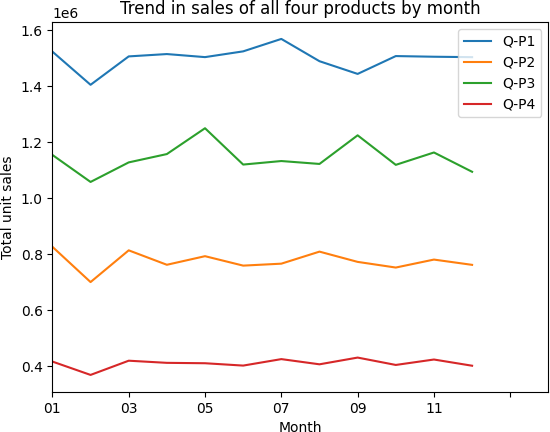 Trend in sales of all four products by month
1e6
1.6
1.4
1.2
1.0
0.8
0.6
0.4
Total unit sales
Q-P1
Q-P2
Q-P3
Q-P4
01 03 05 07 09 11
Month